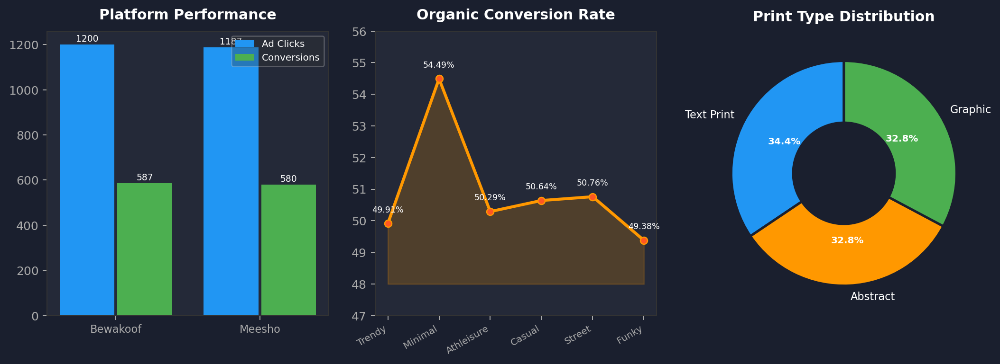 Platform Performance
1200
1187
Ad Clicks
Conversions
587
580
1200
1000
800
600
400
200
0
Bewakoof
Meesho
Organic Conversion Rate
56
55
54
53
52
51
50
49
48
47
49.91%
54.49%
50.29%
50.64%
50.76%
49.38%
Trendy
Minimal
Athleisure
Casual
Street
Funky
Print Type Distribution
Text Print
Graphic
34.4%
32.8%
32.8%
Abstract